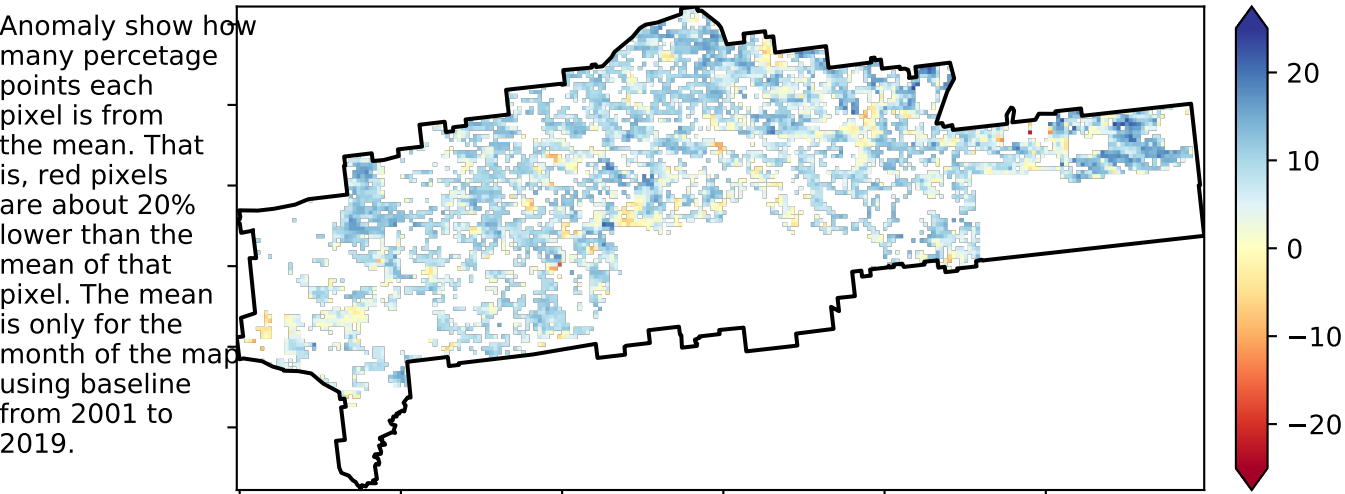 Anomaly show how
many percetage
points each
pixel is from
the mean. That
is, red pixels
are about 20%
lower than the
mean of that
pixel. The mean
is only for the
month of the map
using baseline
from 2001 to
2019.
20
10
0
−10
−20